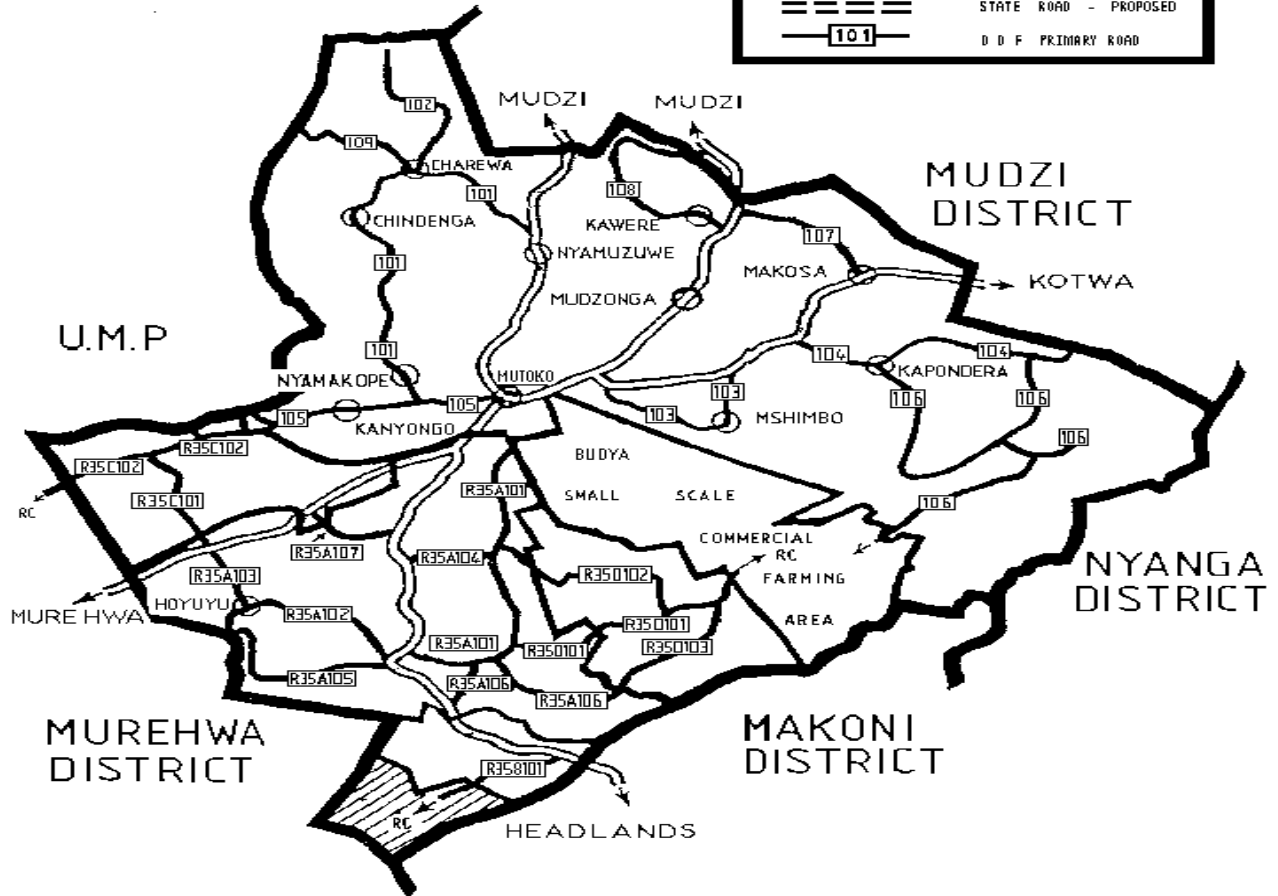 STATE ROAD - PROPOSED
101
D D F PRIMARY ROAD
MUDZI
MUDZI
102
109
CHAREWA
101
108
MUDZI
DISTRICT
CHINDENGA
KAWERE
107
NYAMUZUWE
101
MAKOSA
KOTWA
MUDZONGA
U.M.P
101
104
104
NYAMAKOPE
MUTOKO
KAPONDERA
105
103
103
106
106
105
KANYONGO
MSHIMBO
106
R35C102
BUDYA
R35C102
R35A101
SMALL SCALE
R35C101
106
RC
R35A107
COMMERCIAL
R35A104
RC
R35A103
R350102
FARMING
NYANGA
DISTRICT
MUREHWA
HOYUYU
R35A102
R350101
AREA
R35A101
R350101
R350103
R35A105
R35A106
R35A106
MUREHWA
DISTRICT
MAKONI
DISTRICT
R358101
RC
HEADLANDS